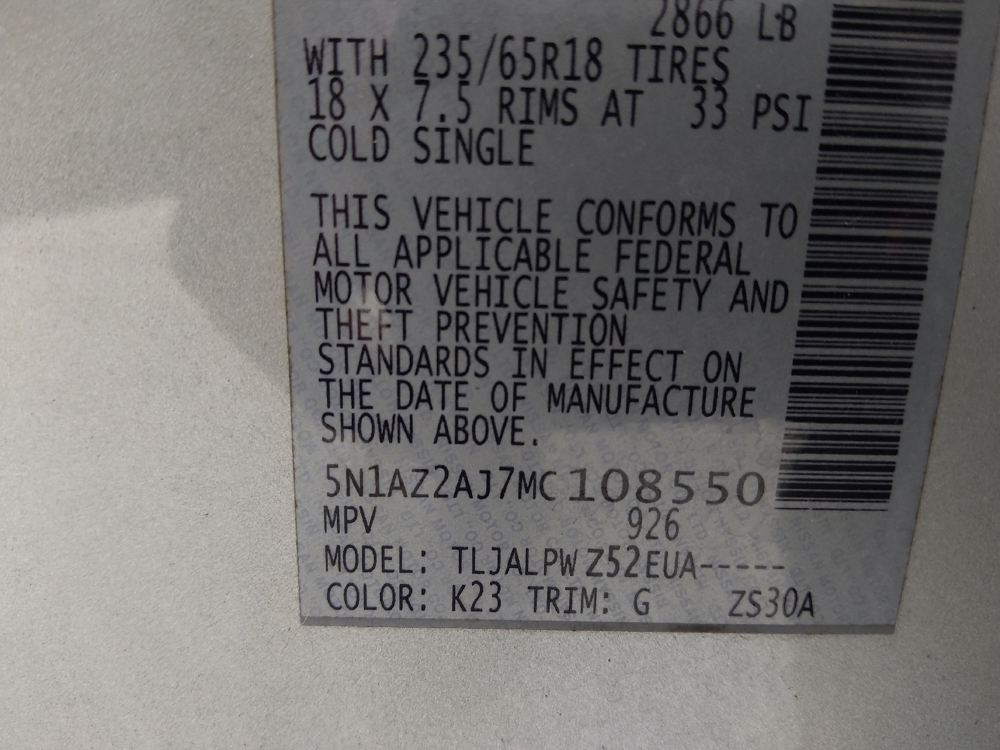 2866 LB
WITH 235/65R18 TIRES
18 X 7.5 RIMS AT 33 PSI
COLD SINGLE
THIS VEHICLE CONFORMS TO
ALL APPLICABLE FEDERAL
MOTOR VEHICLE SAFETY AND
THEFT PREVENTION
STANDARDS IN EFFECT ON
THE DATE OF MANUFACTURE
SHOWN ABOVE.
5N1AZ2AJ7MC108550
MPV 926
MODEL: TLJALPWZ52EUA-----
COLOR: K23 TRIM: G ZS30A